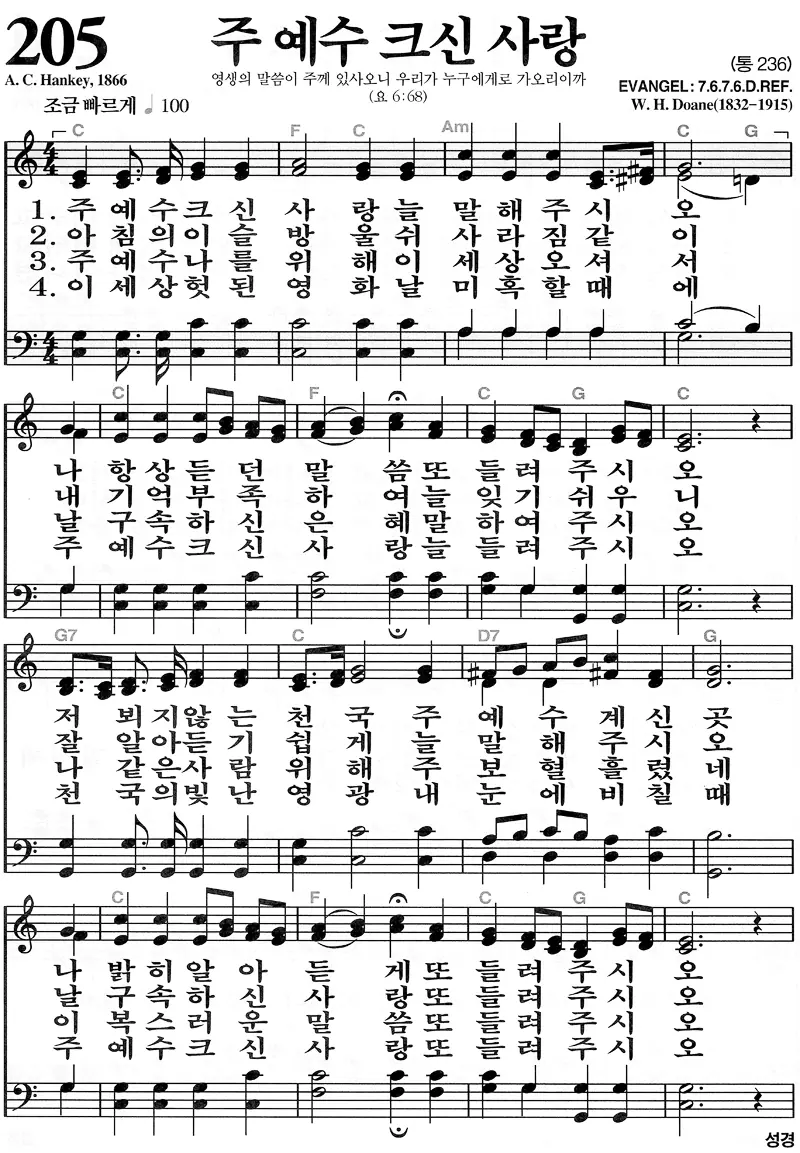 205 주 예수 크신 사랑 (통 236)
A. C. Hankey, 1866 영생의 말씀이 주께 있사오니 우리가 누구에게로 가오리이까 EVANGEL : 7.6.7.6.D.REF.
조금 빠르게 ♩ 100 (요 6:68) W. H. Doane(1832-1915)
C F C Am C G
1. 주 예 수 크 신 사 랑 늘 말 해 주 시 오
2. 아 침 의 이 슬 방 울 쉬 사 라 짐 같 이
3. 주 예 수 나 를 위 해 이 세 상 오 셔 서
4. 이 세 상 헛 된 영 화 날 미 혹 할 때 에
C F C G C
나 항 상 듣 던 말 씀 또 들 려 주 시 오
내 기 억 부 족 하 여 늘 잊 기 쉬 우 니
날 구 속 하 신 은 혜 말 하 여 주 시 오
주 예 수 크 신 사 랑 늘 들 려 주 시 오
G7 C D7 G
저 뵈 지 않 는 천 국 주 예 수 계 신 곳
잘 알 아 듣 기 쉽 게 늘 말 해 주 시 오
나 같 은 사 람 위 해 주 보 혈 흘 렸 네
천 국 의 빛 난 영 광 내 눈 에 비 칠 때
C F C G C
나 밝 히 알 아 듣 게 또 들 려 주 시 오
날 구 속 하 신 사 랑 또 들 려 주 시 오
이 복 스 러 운 말 씀 또 들 려 주 시 오
주 예 수 크 신 사 랑 또 들 려 주 시 오
성경